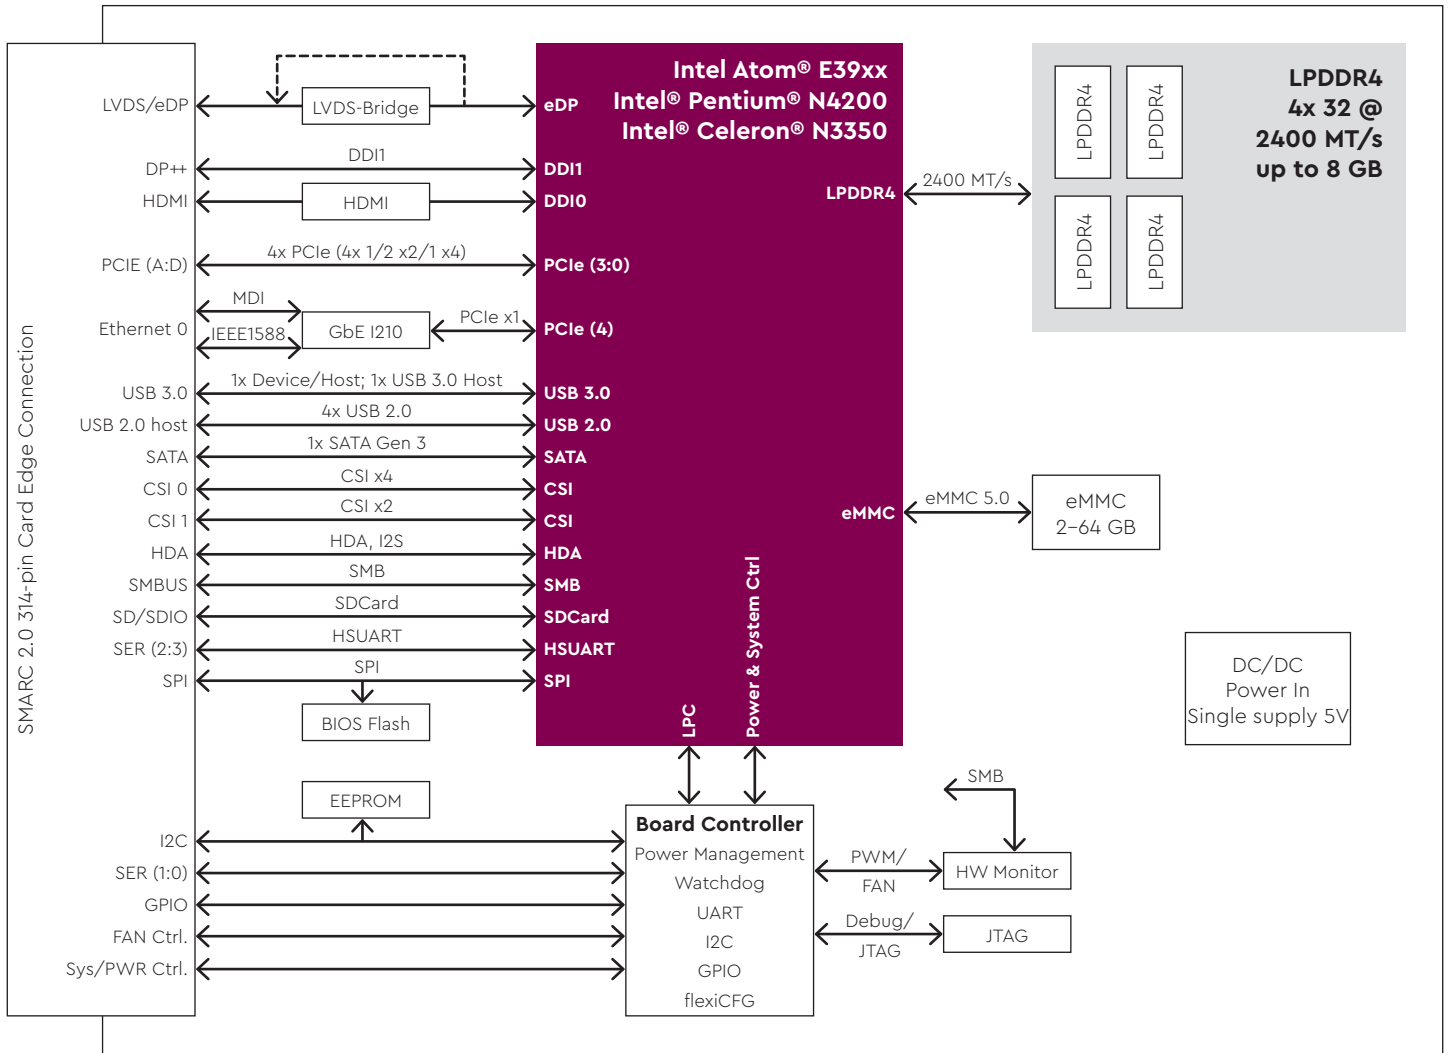 SMARC 2.0 314-pin Card Edge Connection
LVDS/eDP
DP++
HDMI
PCIE (A:D)
Ethernet 0
USB 3.0
USB 2.0 host
SATA
CSI 0
CSI 1
HDA
SMBUS
SD/SDIO
SER (2:3)
SPI
I2C
SER (1:0)
GPIO
FAN Ctrl.
Sys/PWR Ctrl.
LVDS-Bridge
DDI1
HDMI
4x PCIe (4x 1/2 x2/1 x4)
MDI
IEEE1588
GbE I210
PCIe x1
1x Device/Host; 1x USB 3.0 Host
4x USB 2.0
1x SATA Gen 3
CSI x4
CSI x2
HDA, I2S
SMB
SDCard
HSUART
SPI
BIOS Flash
EEPROM
Intel Atom® E39xx
Intel® Pentium® N4200
Intel® Celeron® N3350
eDP
DDI1
DDI0
PCIe (3:0)
PCIe (4)
USB 3.0
USB 2.0
SATA
CSI
CSI
HDA
SMB
SDCard
HSUART
SPI
LPDDR4
eMMC
LPC
Power & System Ctrl
2400 MT/s
LPDDR4
LPDDR4
LPDDR4
LPDDR4
LPDDR4
4x 32 @
2400 MT/s
up to 8 GB
eMMC 5.0
eMMC
2–64 GB
DC/DC
Power In
Single supply 5V
Board Controller
Power Management
Watchdog
UART
I2C
GPIO
flexiCFG
SMB
PWM/
FAN
HW Monitor
Debug/
JTAG
JTAG